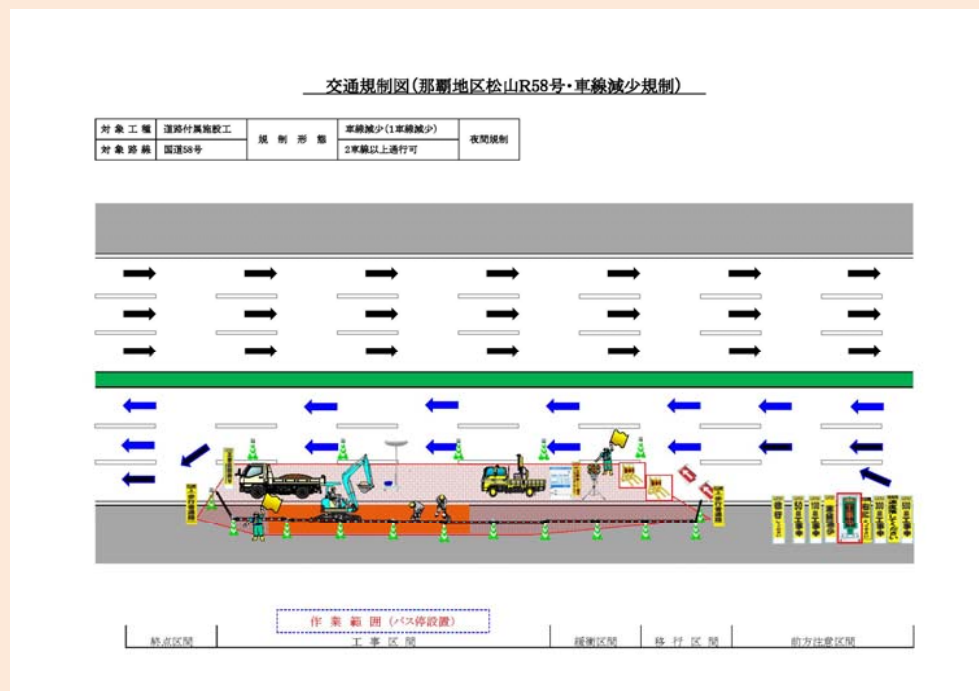 交通規制図(那覇地区松山R58号・車線減少規制)
対象工種 道路付属施設工 規制形態 車線減少(1車線減少) 夜間規制
対象路線 国道58号 2車線以上通行可
作業範囲(バス停設置)
終点区間 工事区間 緩衝区間 移行区間 前方注意区間